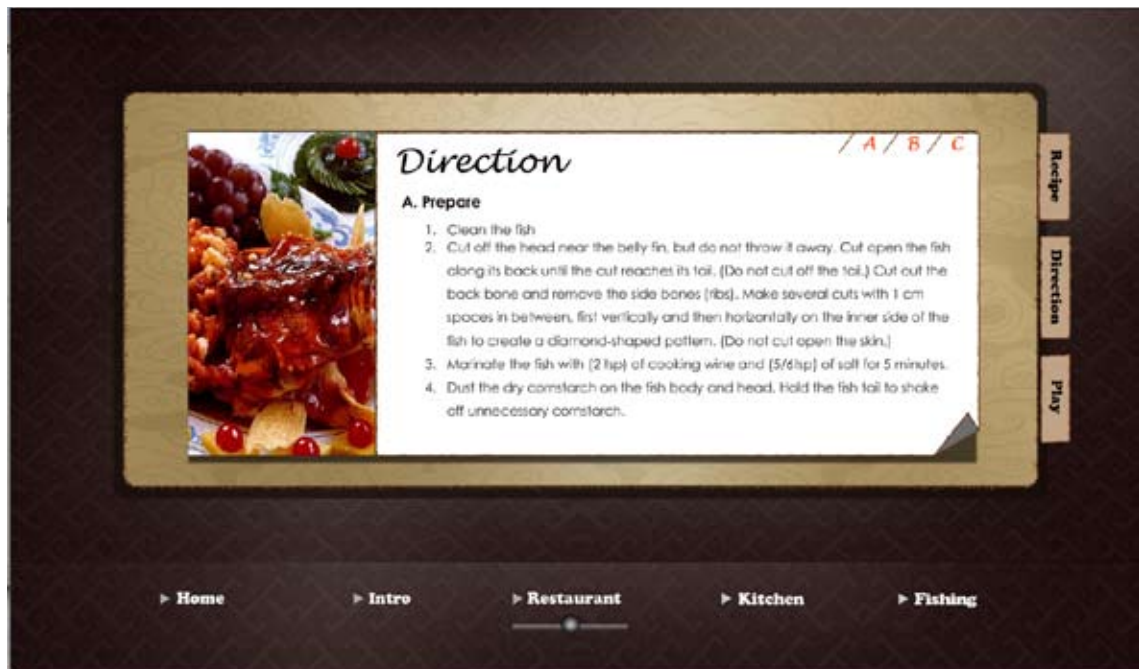 Direction
/ A / B / C
A. Prepare
1. Clean the fish
2. Cut off the head near the belly fin, but do not throw it away. Cut open the fish
along its back until the cut reaches its tail. (Do not cut off the tail.) Cut out the
back bone and remove the side bones (ribs). Make several cuts with 1 cm
spaces in between, first vertically and then horizontally on the inner side of the
fish to create a diamond-shaped pattern. (Do not cut open the skin.)
3. Marinate the fish with (2 tsp) of cooking wine and (5/6tsp) of salt for 5 minutes.
4. Dust the dry cornstarch on the fish body and head. Hold the fish tail to shake
off unnecessary cornstarch.
Recipe
Direction
Play
Home
Intro
Restaurant
Kitchen
Fishing